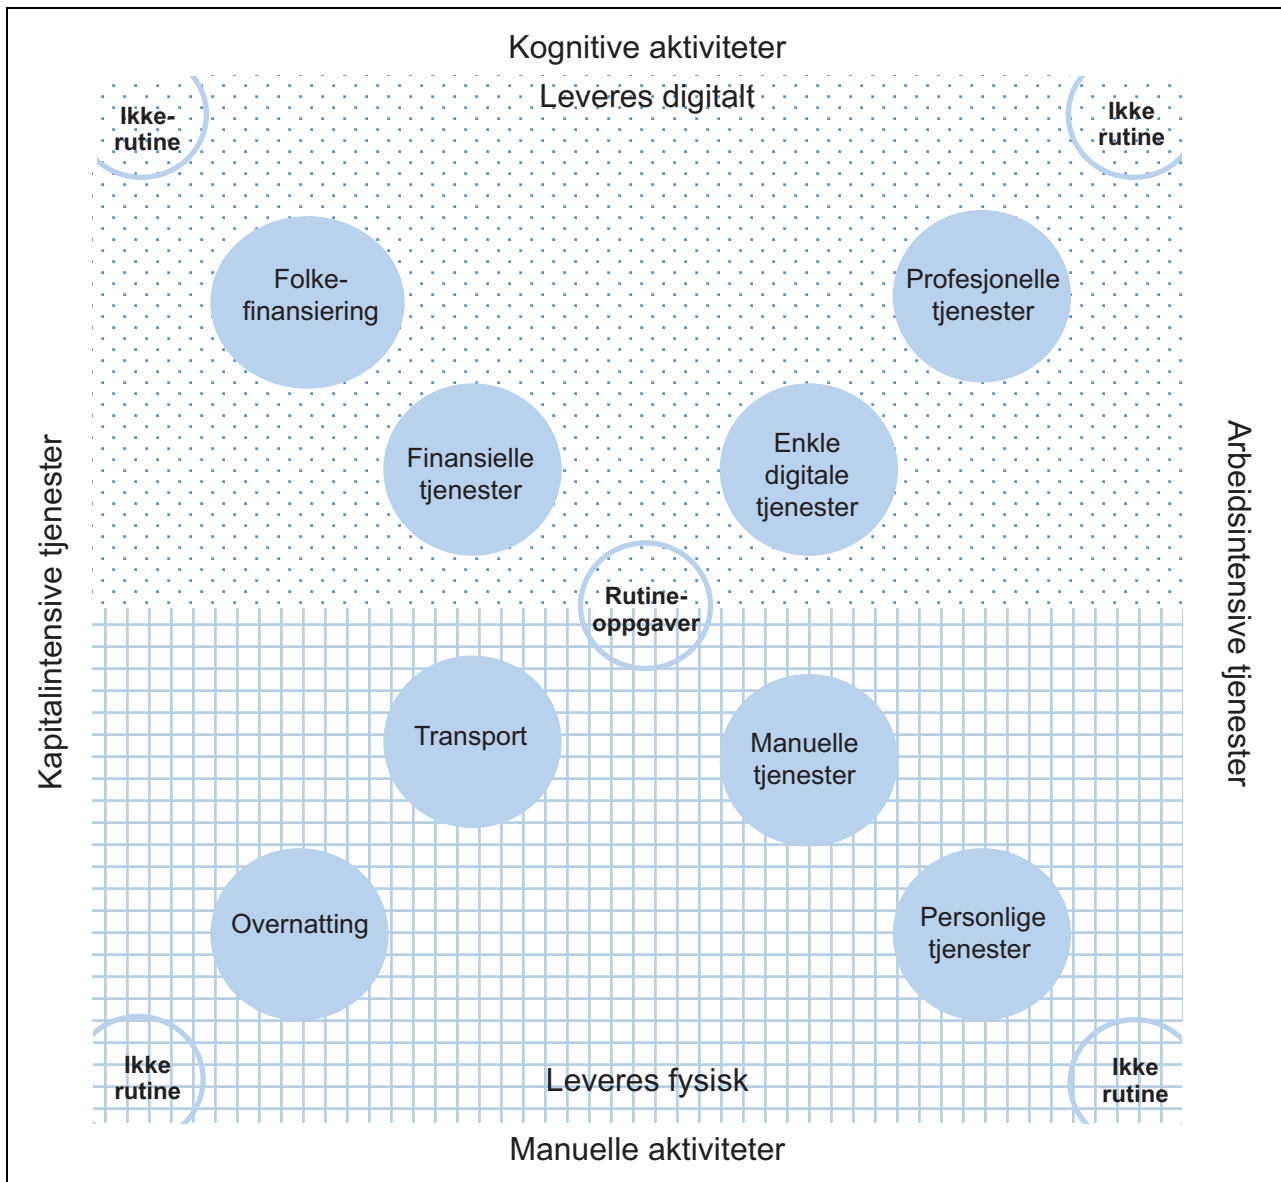 Kognitive aktiviteter
Leveres digitalt
Ikke-
rutine
Ikke
rutine
Folke-
finansiering
Profesjonelle
tjenester
Finansielle
tjenester
Enkle
digitale
tjenester
Kapitalintensive tjenester
Arbeidsintensive tjenester
Rutine-
oppgaver
Transport
Manuelle
tjenester
Overnatting
Personlige
tjenester
Ikke
rutine
Leveres fysisk
Ikke
rutine
Manuelle aktiviteter